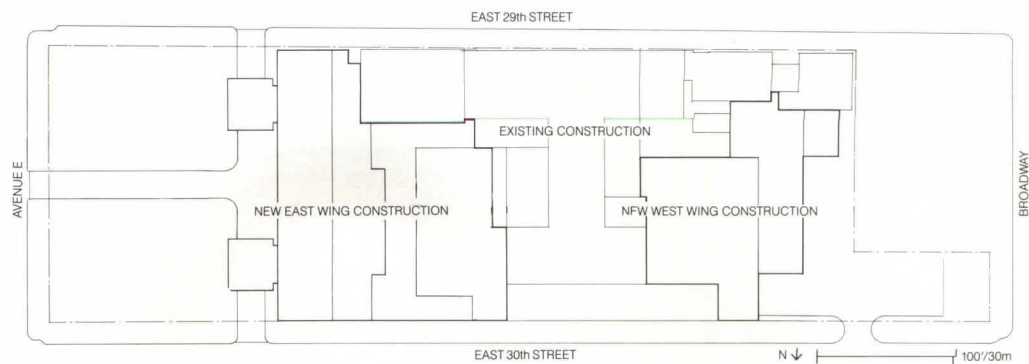 EAST 29th STREET
AVENUE E
EXISTING CONSTRUCTION
NEW EAST WING CONSTRUCTION
NFW WEST WING CONSTRUCTION
BROADWAY
EAST 30th STREET
N
100'/30m